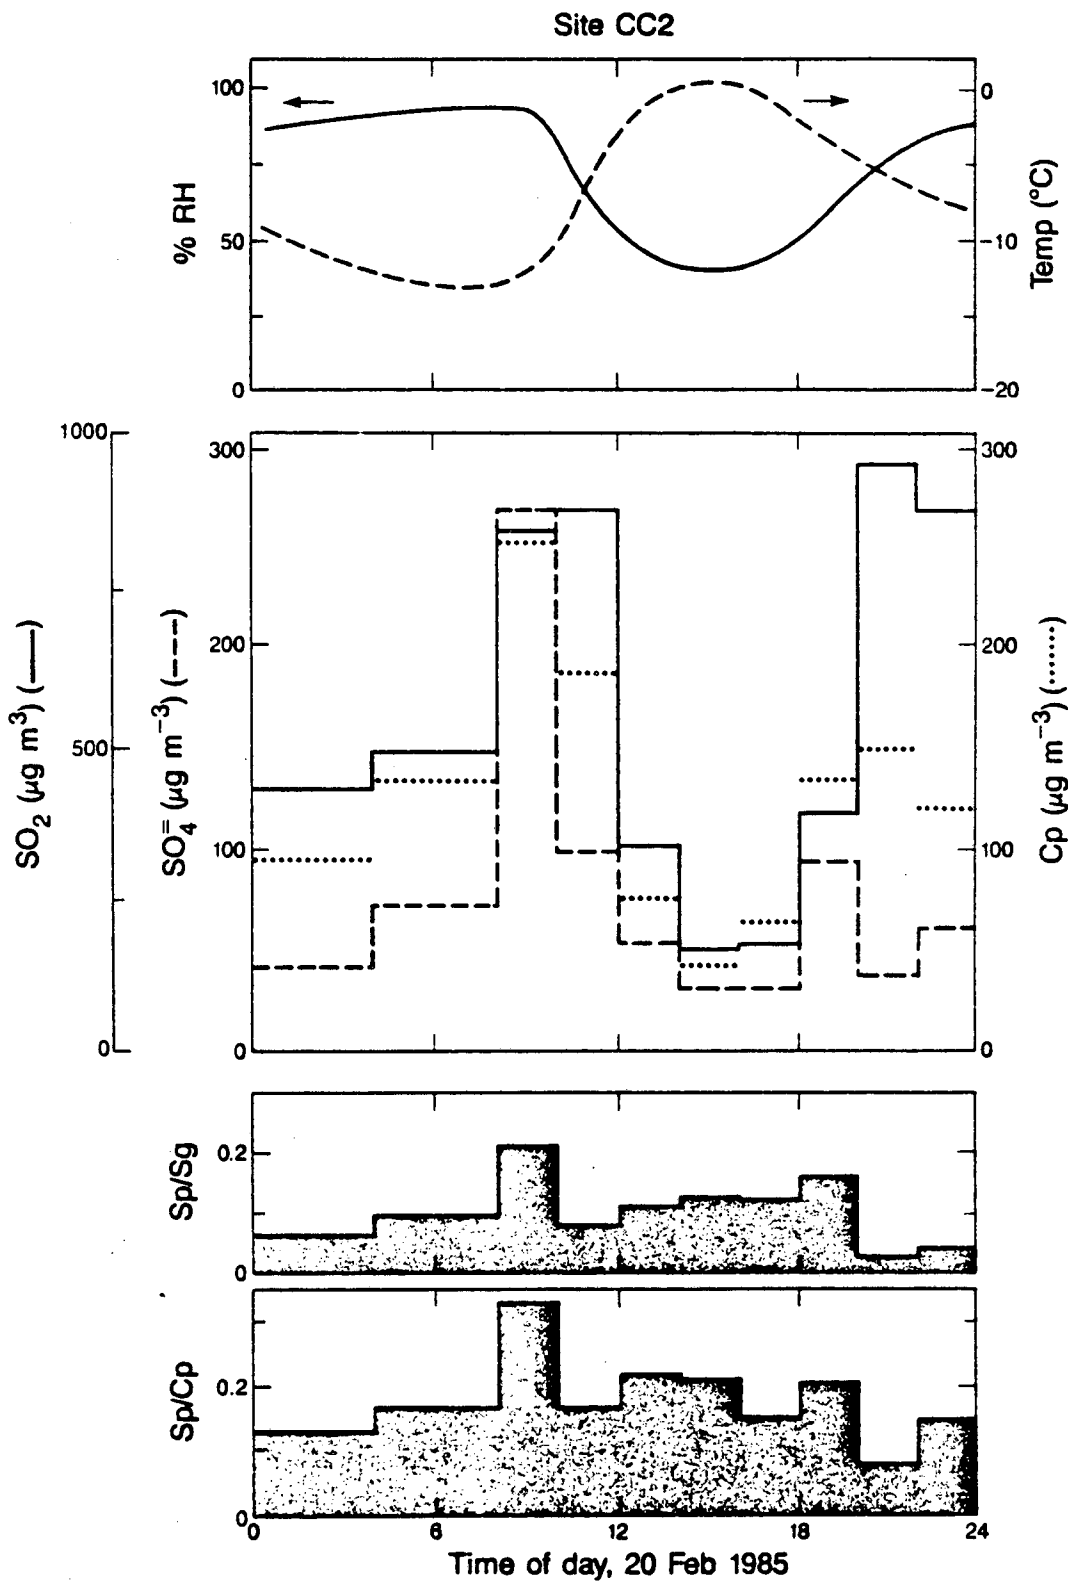 Site CC2
100
50
0
% RH
0
-10
-20
Temp (°C)
1000
500
0
SO2 (μg m3) (——)
300
200
100
0
SO4= (μg m−3) (---)
300
200
100
0
Cp (μg m−3) (......)
0.2
0
Sp/Sg
0.2
0
Sp/Cp
0 6 12 18 24
Time of day, 20 Feb 1985